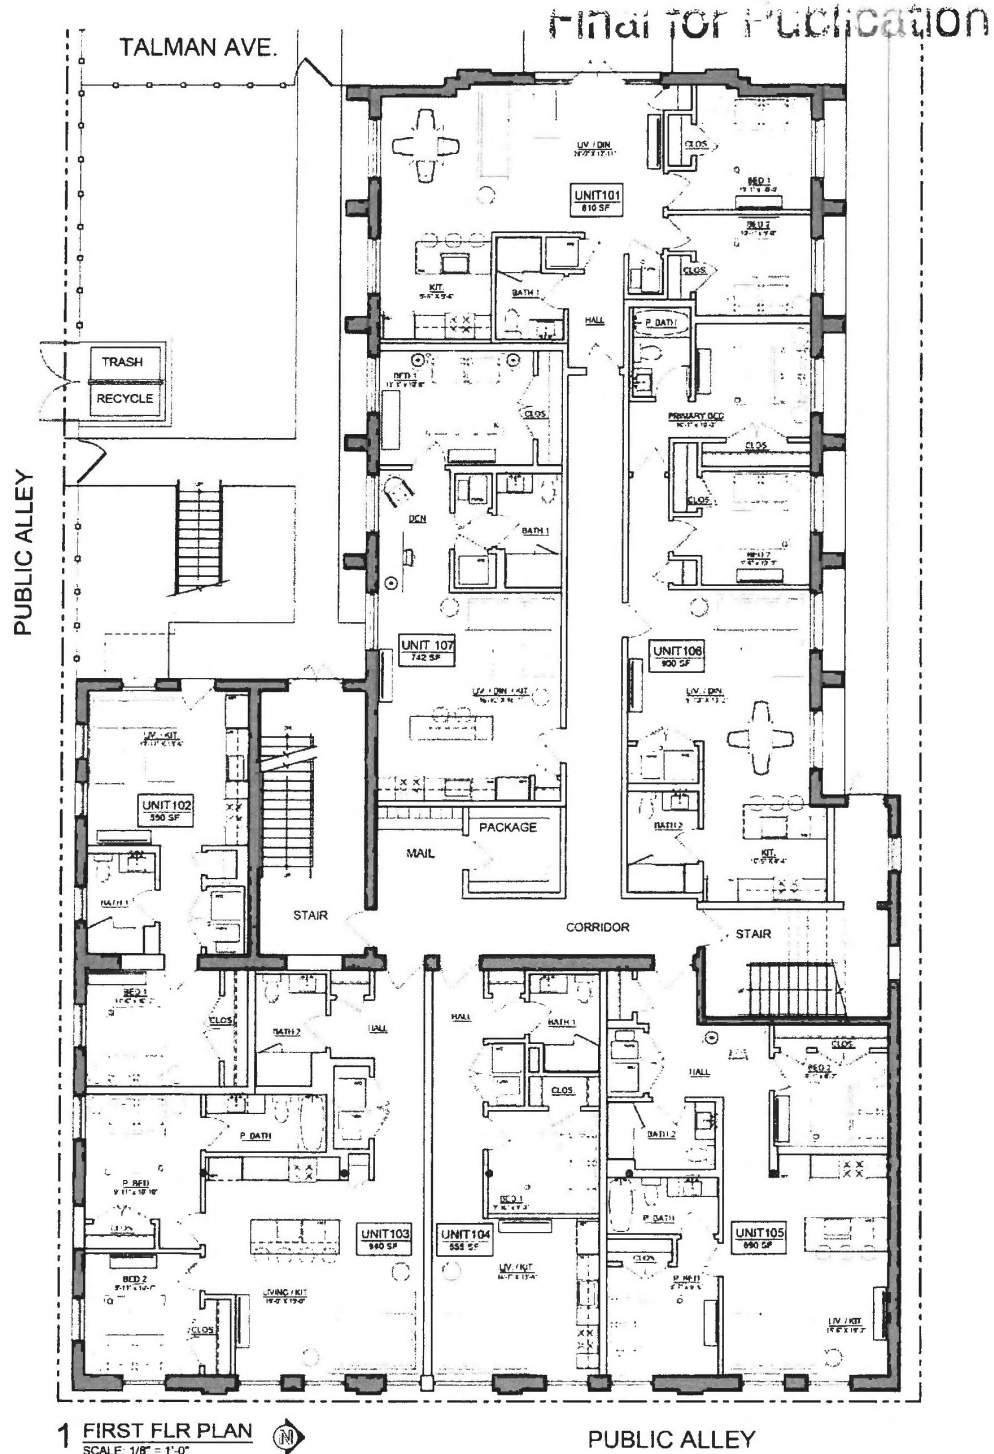 Final for Publication
TALMAN AVE.
LIV. / DIN
CLOS.
BED 1
UNIT101
810 SF
BED 2
KIT.
BATH 1
CLOS.
HALL
P. BATH
TRASH
RECYCLE
BED 1
CLOS.
PRIMARY BED
CLOS.
PUBLIC ALLEY
CLOS.
DEN
BATH 1
BED 2
UNIT 107
742 SF
UNIT106
900 SF
LIV. / DIN. / KIT.
LIV. / DIN.
LIV. / KIT.
UNIT102
590 SF
MAIL
PACKAGE
BATH 2
KIT.
BATH 1
STAIR
CORRIDOR
STAIR
BED 1
CLOS.
BATH 2
HALL
HALL
BATH 1
CLOS.
HALL
CLOS.
BED 2
P. BATH
BATH 2
P. BED
9'-11" X 10'-10"
BED 1
CLOS.
P. BATH
UNIT103
940 SF
UNIT104
555 SF
UNIT105
890 SF
CLOS.
BED 2
LIVING / KIT
LIV. / KIT
P. BED
CLOS.
LIV. / KIT
1 FIRST FLR PLAN
SCALE: 1/8" = 1'-0"
N
PUBLIC ALLEY